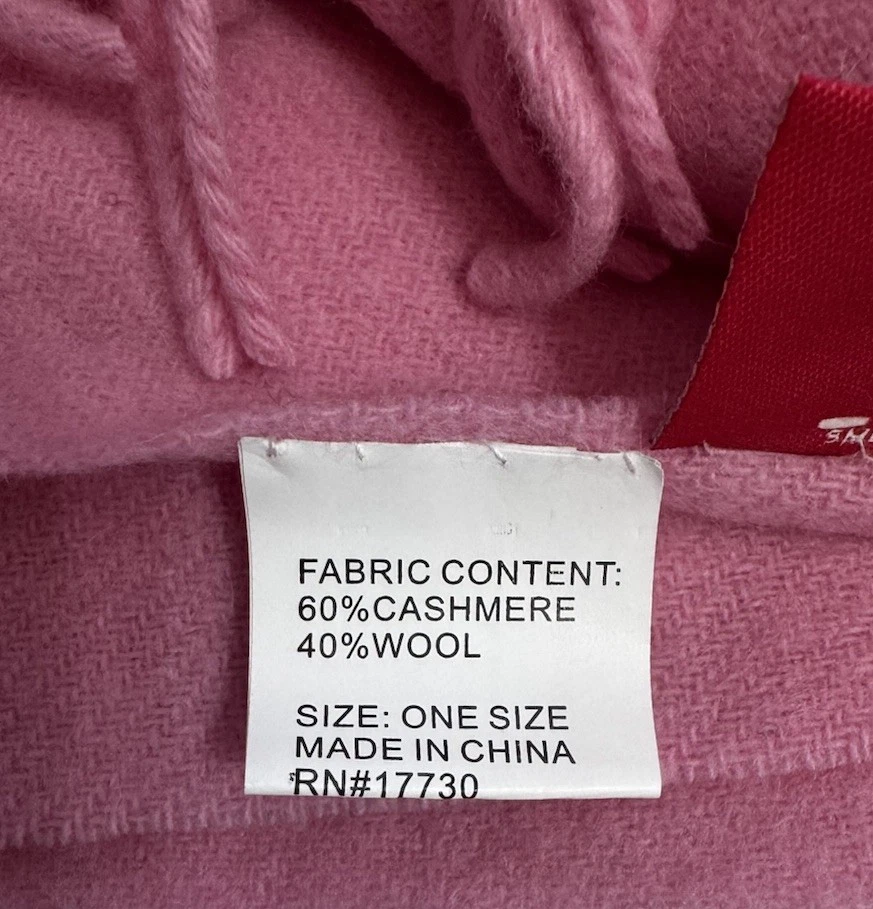 FABRIC CONTENT:
60%CASHMERE
40%WOOL
SIZE: ONE SIZE
MADE IN CHINA
RN#17730